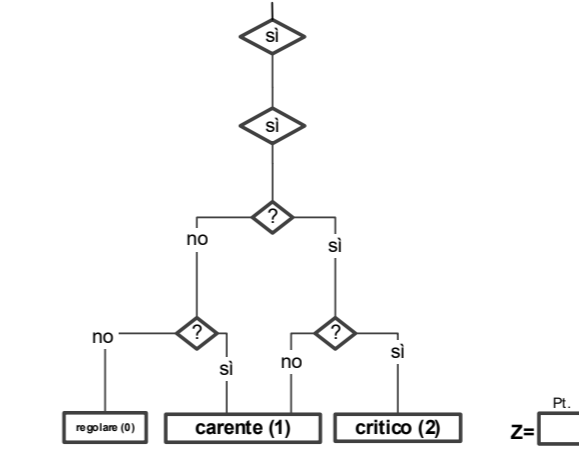 sì
sì
?
no
sì
?
?
no
sì
no
sì
regolare (0)
carente (1)
critico (2)
Pt.
Z=